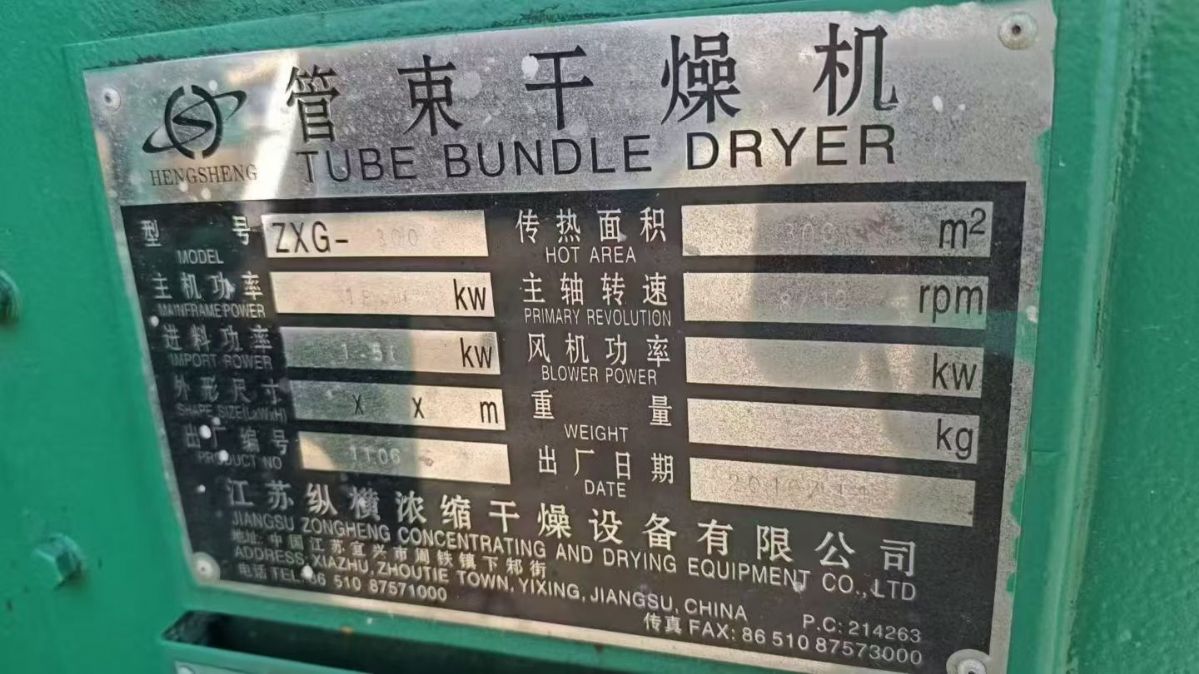 管束干燥机
HENGSHENG TUBE BUNDLE DRYER
型号 MODEL ZXG- 300
传热面积 HOT AREA m²
主机功率 MAINFRAME POWER kw
主轴转速 PRIMARY REVOLUTION rpm
进料功率 IMPORT POWER kw
风机功率 BLOWER POWER kw
外形尺寸 SHAPE SIZE(LxWxH) x x m
重量 WEIGHT kg
出厂编号 PRODUCT NO 1106
出厂日期 DATE
江苏纵横浓缩干燥设备有限公司
JIANGSU ZONGHENG CONCENTRATING AND DRYING EQUIPMENT CO.,LTD
地址: 中国江苏宜兴市周铁镇下邾街
ADDRESS: XIAZHU, ZHOUTIE TOWN, YIXING, JIANGSU, CHINA P.C: 214263
电话 TEL: 86 510 87571000 传真 FAX: 86 510 87573000